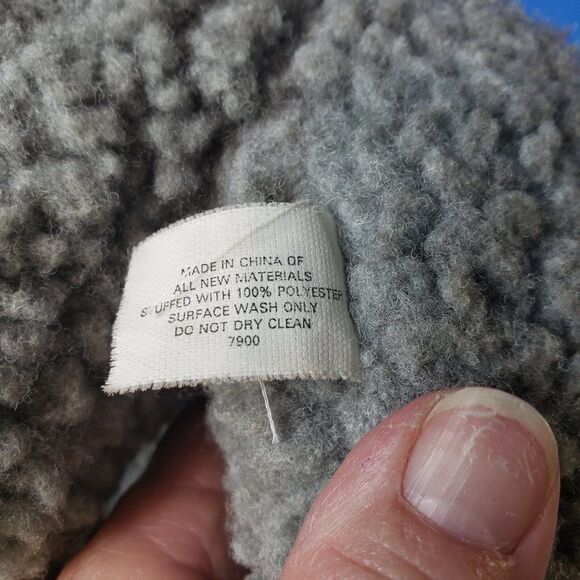 MADE IN CHINA OF
ALL NEW MATERIALS
STUFFED WITH 100% POLYESTER
SURFACE WASH ONLY
DO NOT DRY CLEAN
7900